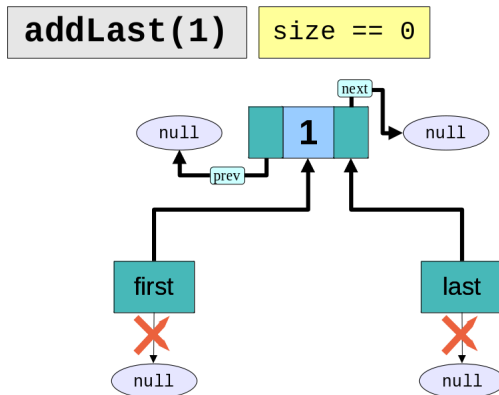 addLast(1)
size == 0
next
null
1
null
prev
first
last
null
null